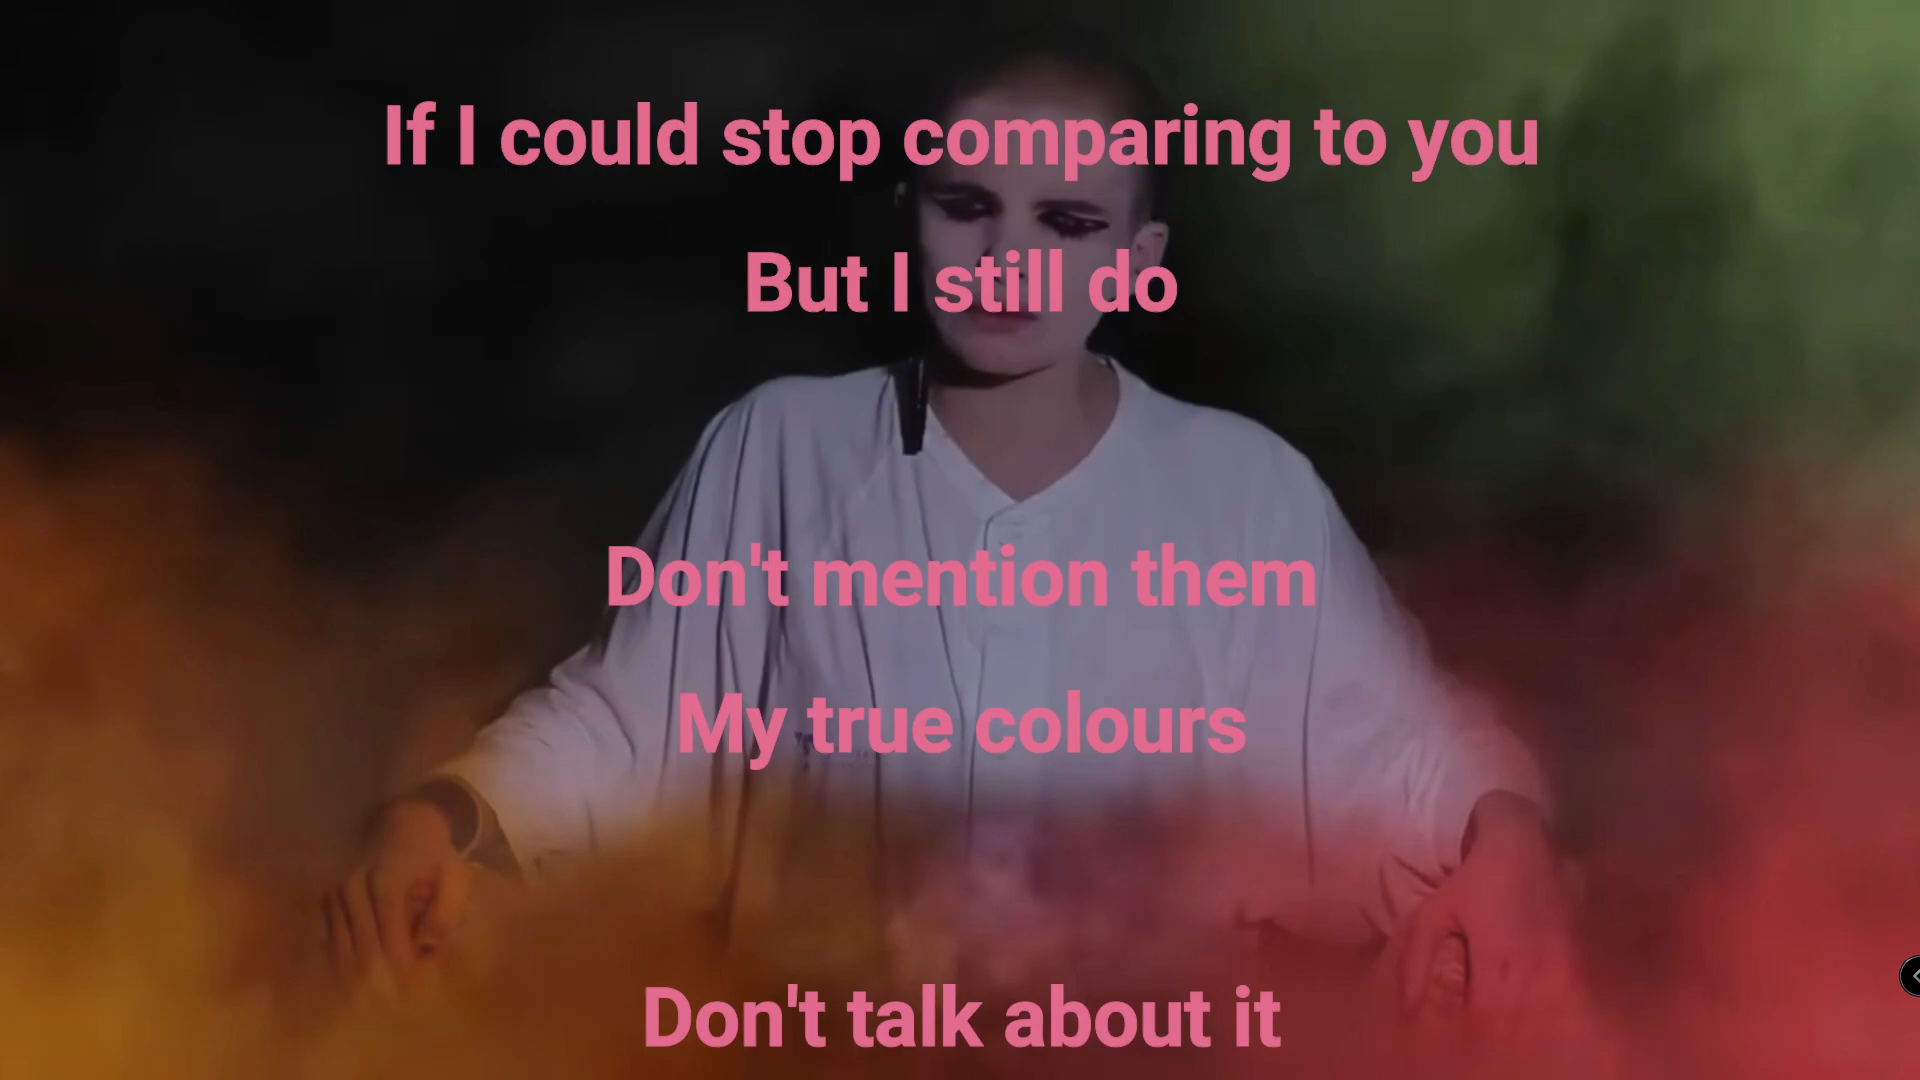 If I could stop comparing to you
But I still do
Don't mention them
My true colours
Don't talk about it